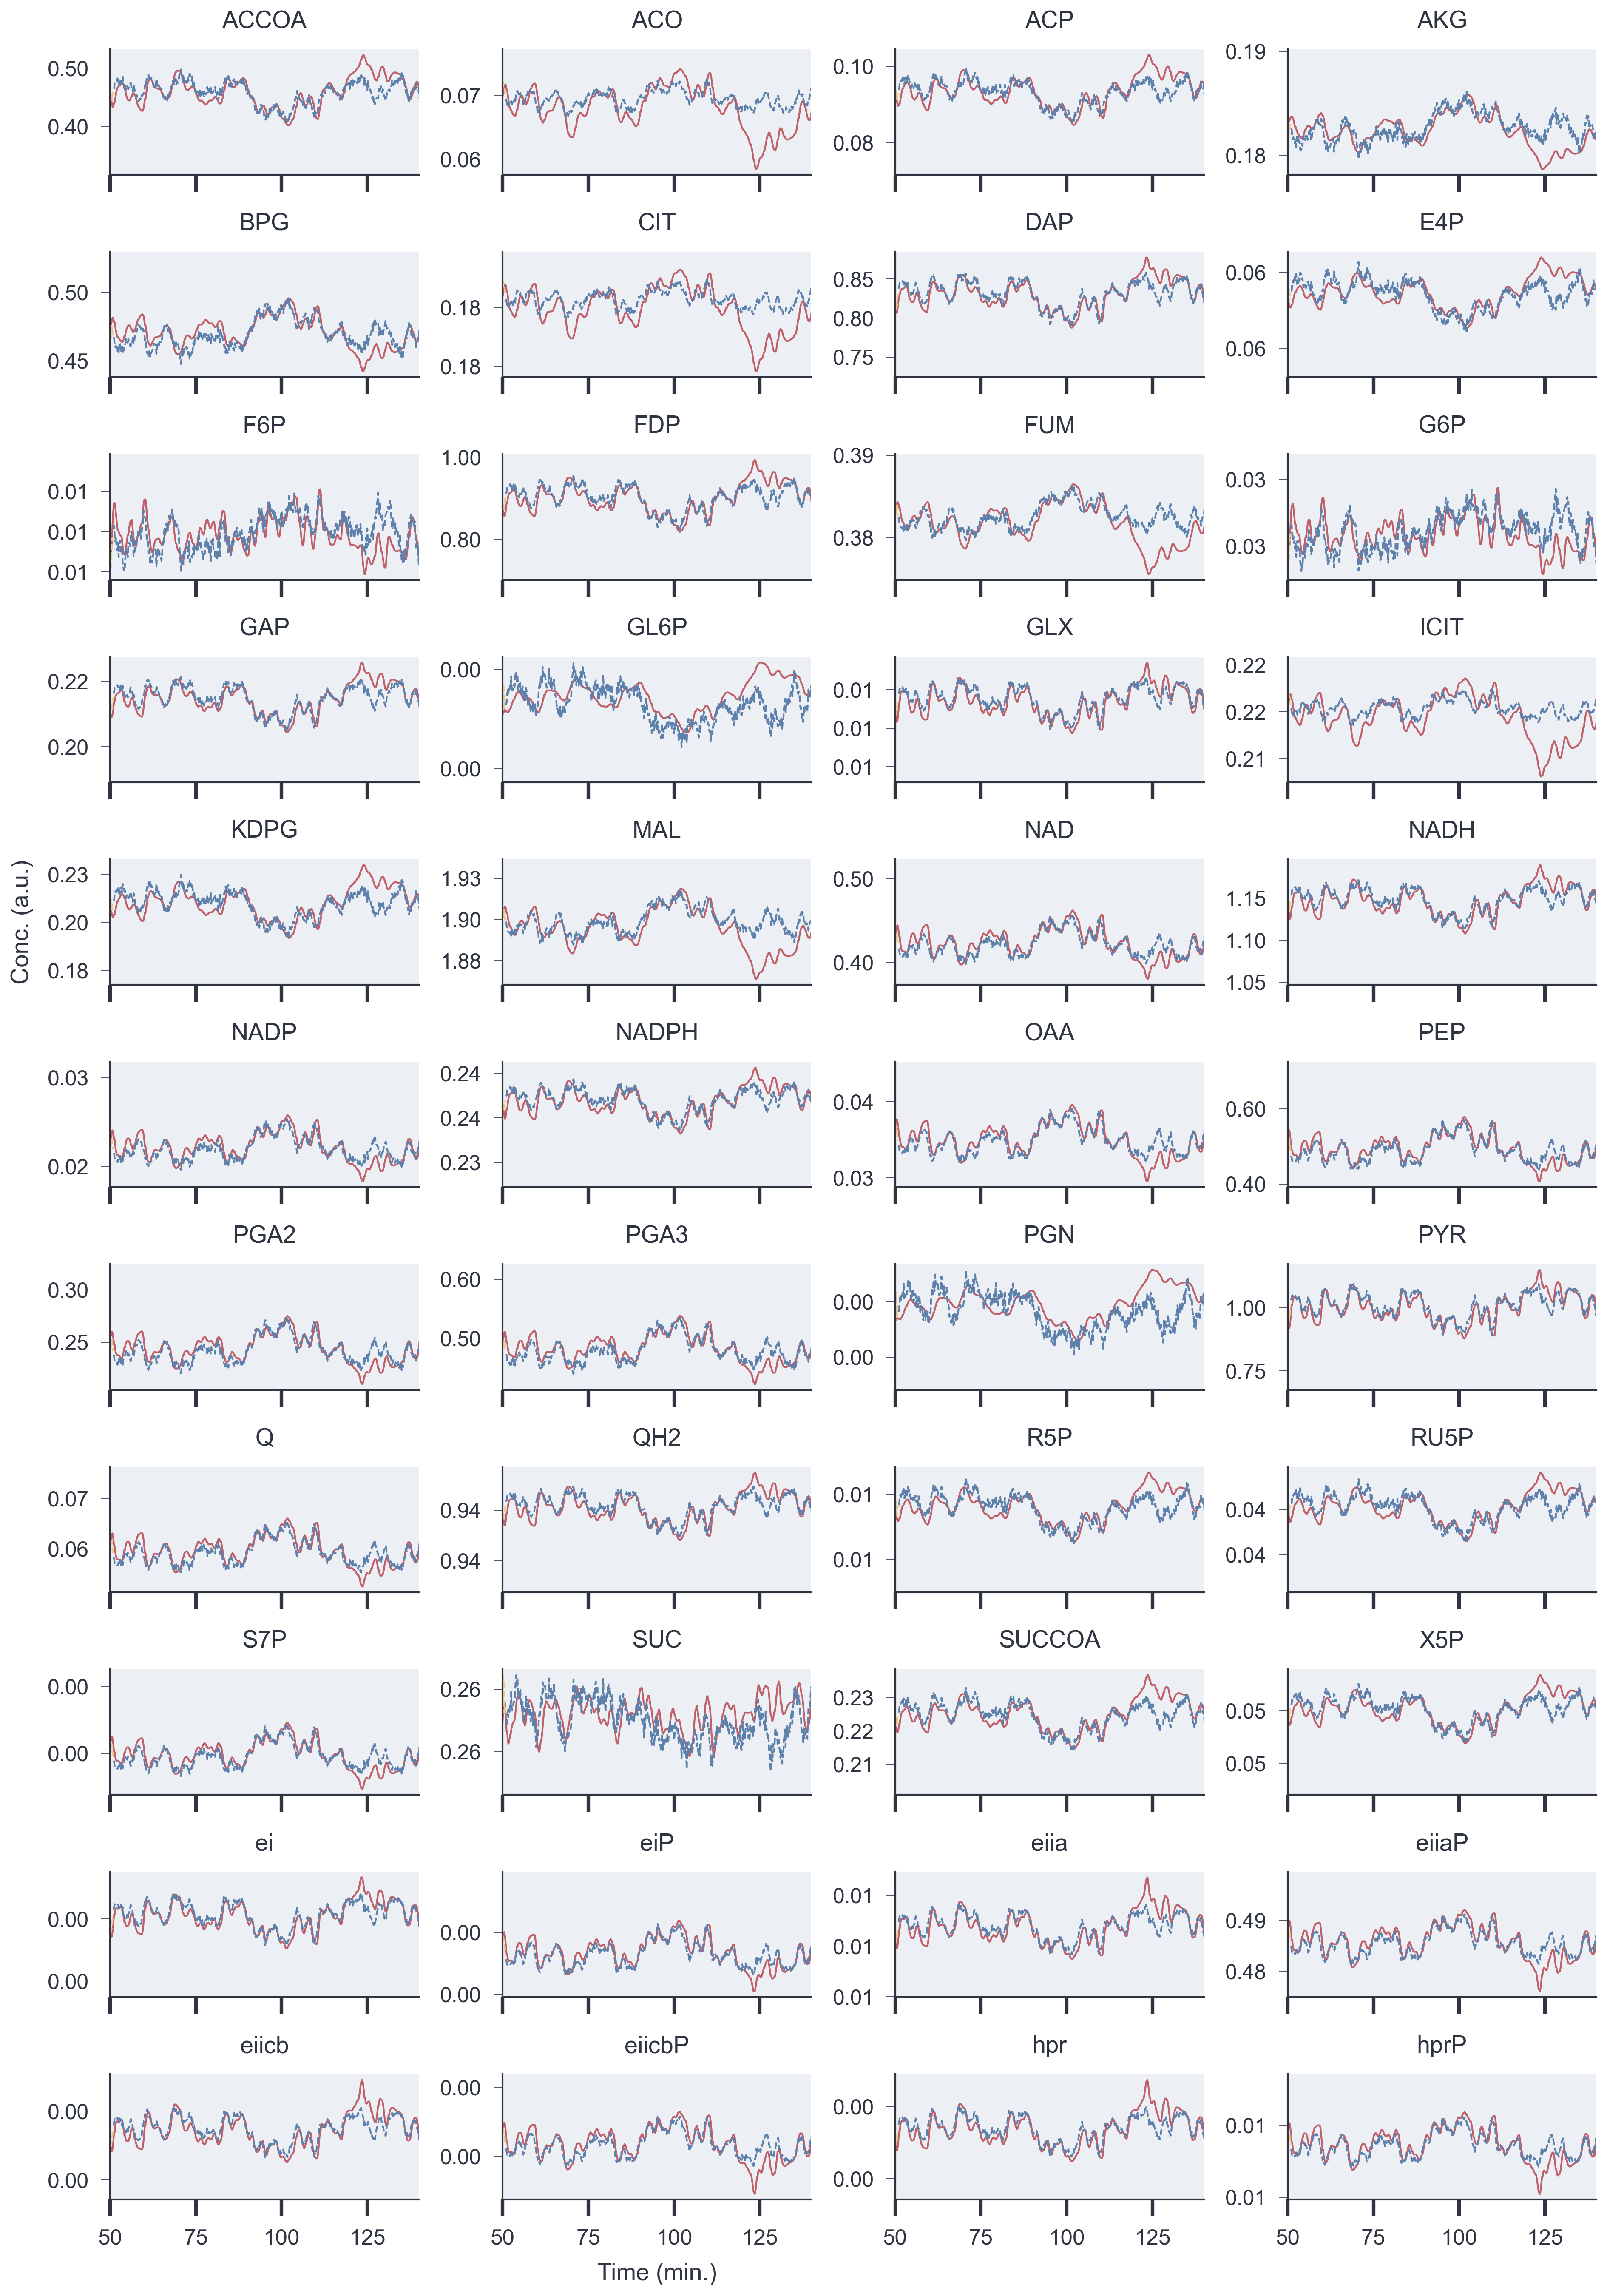 ACCOA ACO ACP AKG
0.50 0.40
0.07 0.06
0.10 0.08
0.19 0.18
BPG CIT DAP E4P
0.50 0.45
0.18 0.18
0.85 0.80 0.75
0.06 0.06
F6P FDP FUM G6P
0.01 0.01 0.01
1.00 0.80
0.39 0.38
0.03 0.03
GAP GL6P GLX ICIT
0.22 0.20
0.00 0.00
0.01 0.01 0.01
0.22 0.22 0.21
KDPG MAL NAD NADH
0.23 0.20 0.18
1.93 1.90 1.88
0.50 0.40
1.15 1.10 1.05
Conc. (a.u.)
NADP NADPH OAA PEP
0.03 0.02
0.24 0.24 0.23
0.04 0.03
0.60 0.40
PGA2 PGA3 PGN PYR
0.30 0.25
0.60 0.50
0.00 0.00
1.00 0.75
Q QH2 R5P RU5P
0.07 0.06
0.94 0.94
0.01 0.01
0.04 0.04
S7P SUC SUCCOA X5P
0.00 0.00
0.26 0.26
0.23 0.22 0.21
0.05 0.05
ei eiP eiia eiiaP
0.00 0.00
0.00 0.00
0.01 0.01 0.01
0.49 0.48
eiicb eiicbP hpr hprP
0.00 0.00
0.00 0.00
0.00 0.00
0.01 0.01
50 75 100 125 50 75 100 125 50 75 100 125 50 75 100 125
Time (min.)